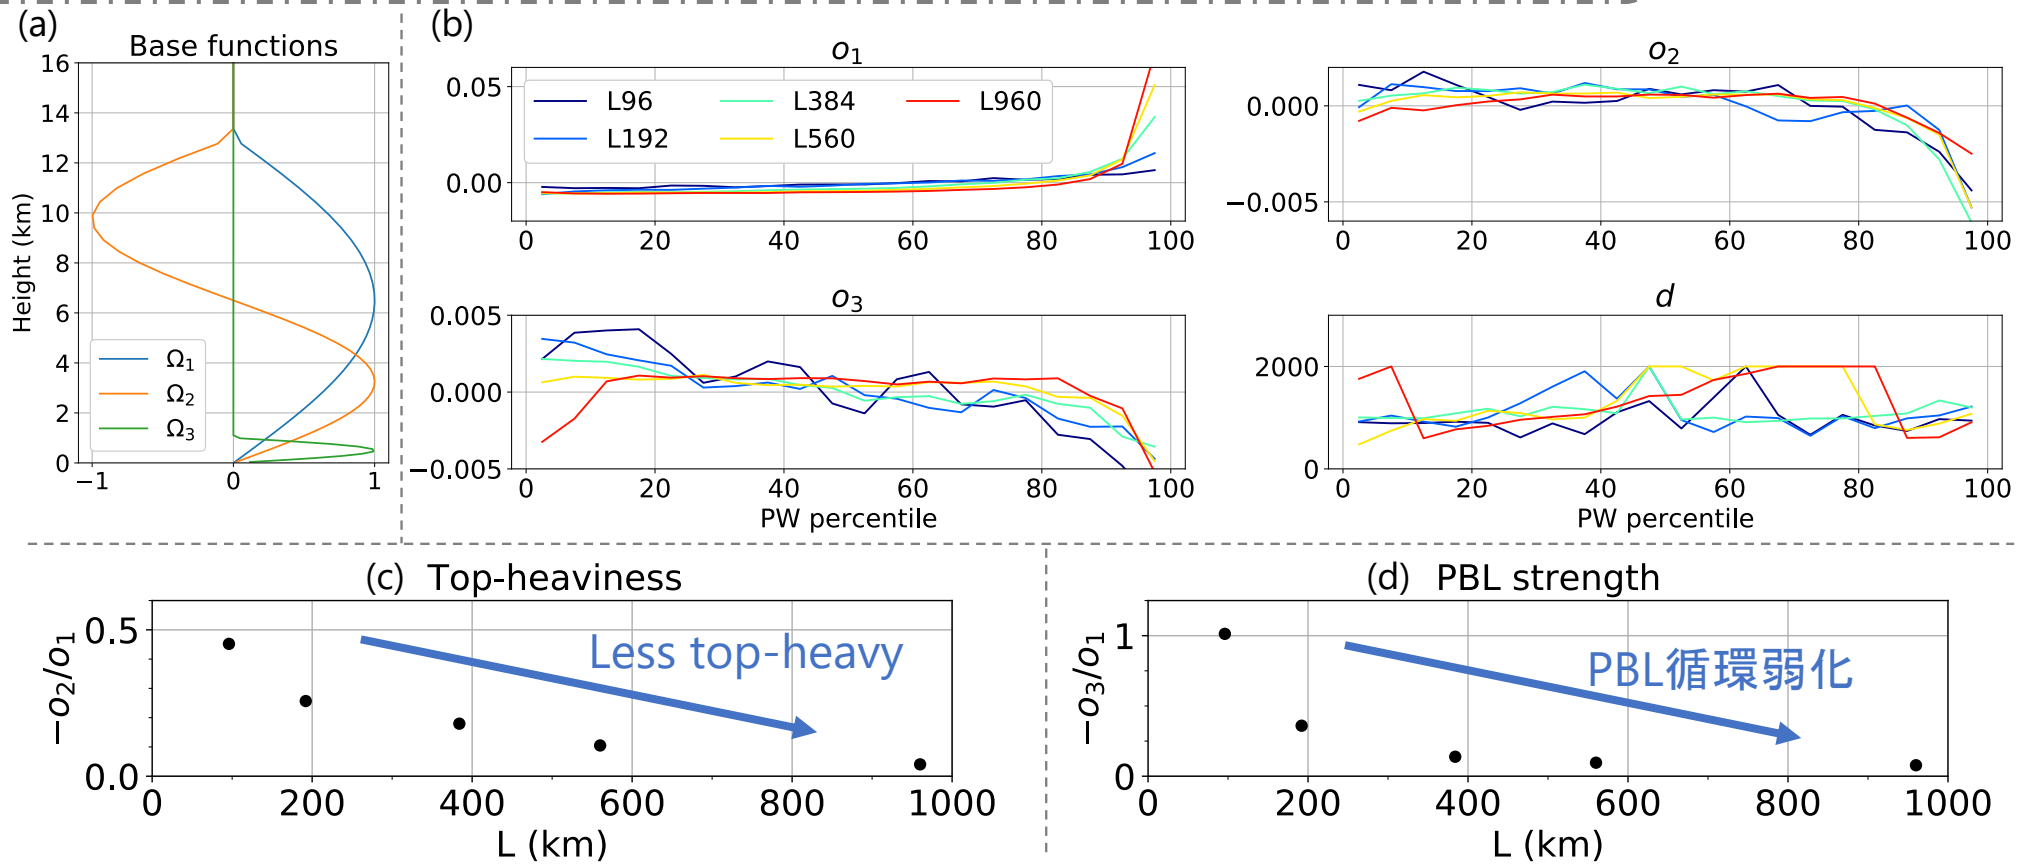 (a)
Base functions
16
14
12
10
8
6
4
2
0
Height (km)
Ω1
Ω2
Ω3
−1
0
1
(b)
o1
0.05
0.00
L96
L192
L384
L560
L960
0
20
40
60
80
100
o2
0.000
−0.005
0
20
40
60
80
100
o3
0.005
0.000
−0.005
0
20
40
60
80
100
PW percentile
d
2000
0
0
20
40
60
80
100
PW percentile
(c) Top-heaviness
−o2/o1
0.5
0.0
Less top-heavy
0
200
400
600
800
1000
L (km)
(d) PBL strength
−o3/o1
1
0
PBL循環弱化
0
200
400
600
800
1000
L (km)